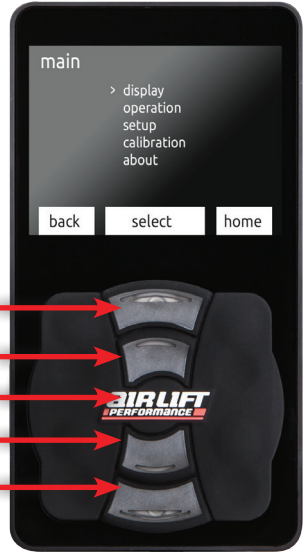 main
> display
operation
setup
calibration
about
back select home
AIRLIFT
PERFORMANCE